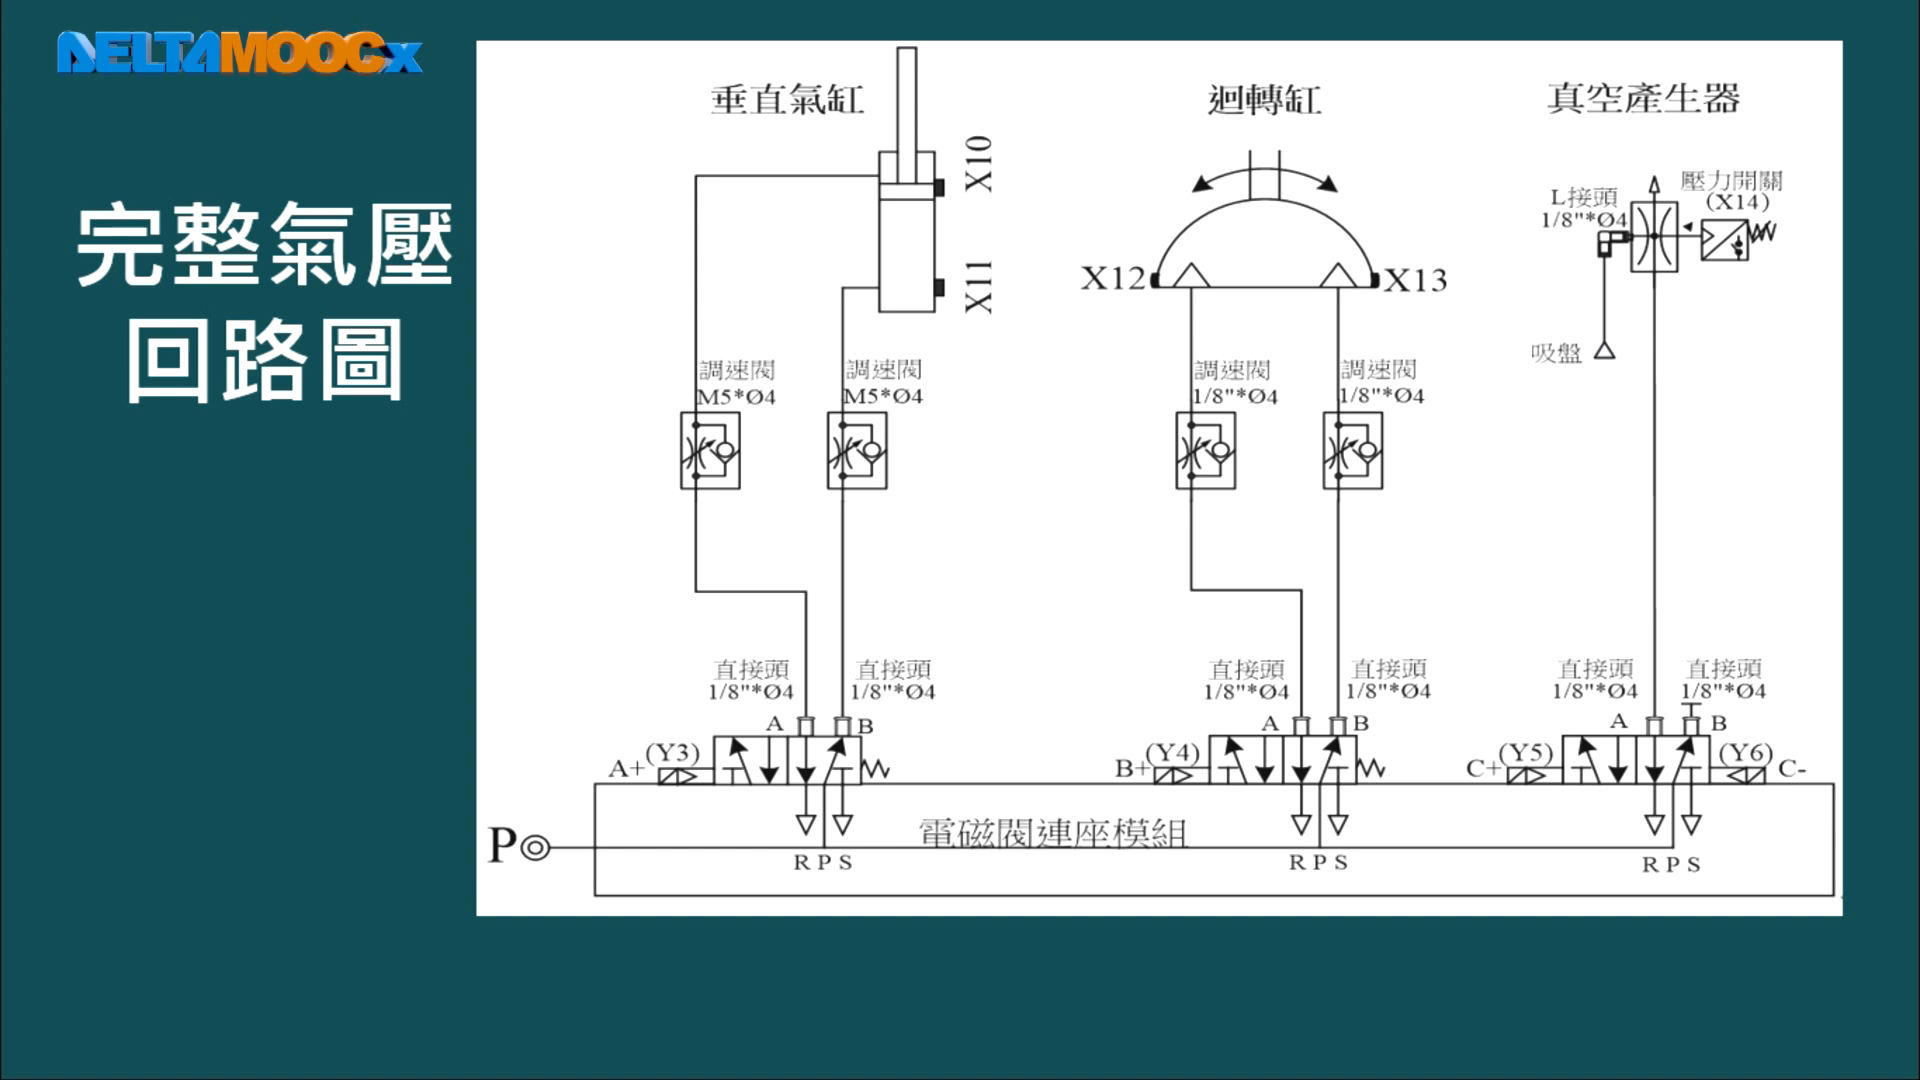 DELTAMOOCx
完整氣壓
回路圖
垂直氣缸
迴轉缸
真空產生器
X10
X11
X12
X13
L接頭
1/8"*Ø4
壓力開關
(X14)
吸盤
調速閥
M5*Ø4
調速閥
M5*Ø4
調速閥
1/8"*Ø4
調速閥
1/8"*Ø4
直接頭
1/8"*Ø4
直接頭
1/8"*Ø4
直接頭
1/8"*Ø4
直接頭
1/8"*Ø4
直接頭
1/8"*Ø4
直接頭
1/8"*Ø4
A
B
A
B
A
B
A+
(Y3)
B+
(Y4)
C+
(Y5)
(Y6)
C-
電磁閥連座模組
P
R P S
R P S
R P S